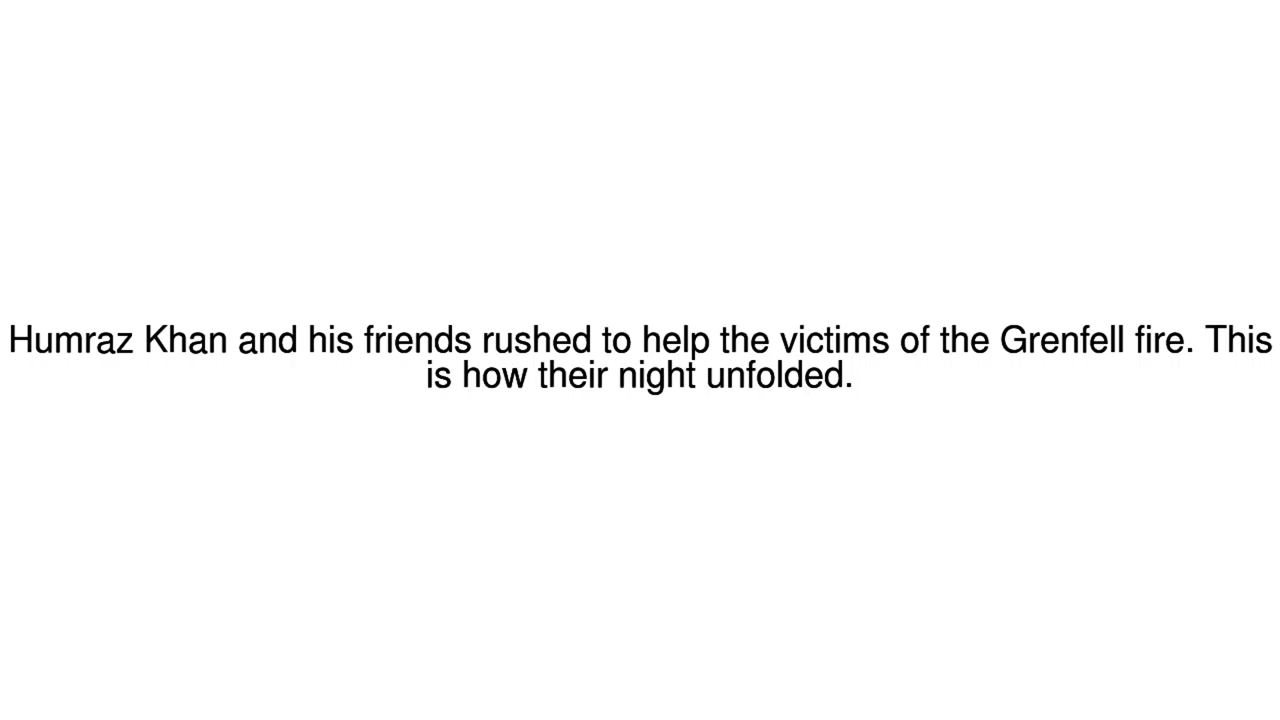 Humraz Khan and his friends rushed to help the victims of the Grenfell fire. This
is how their night unfolded.